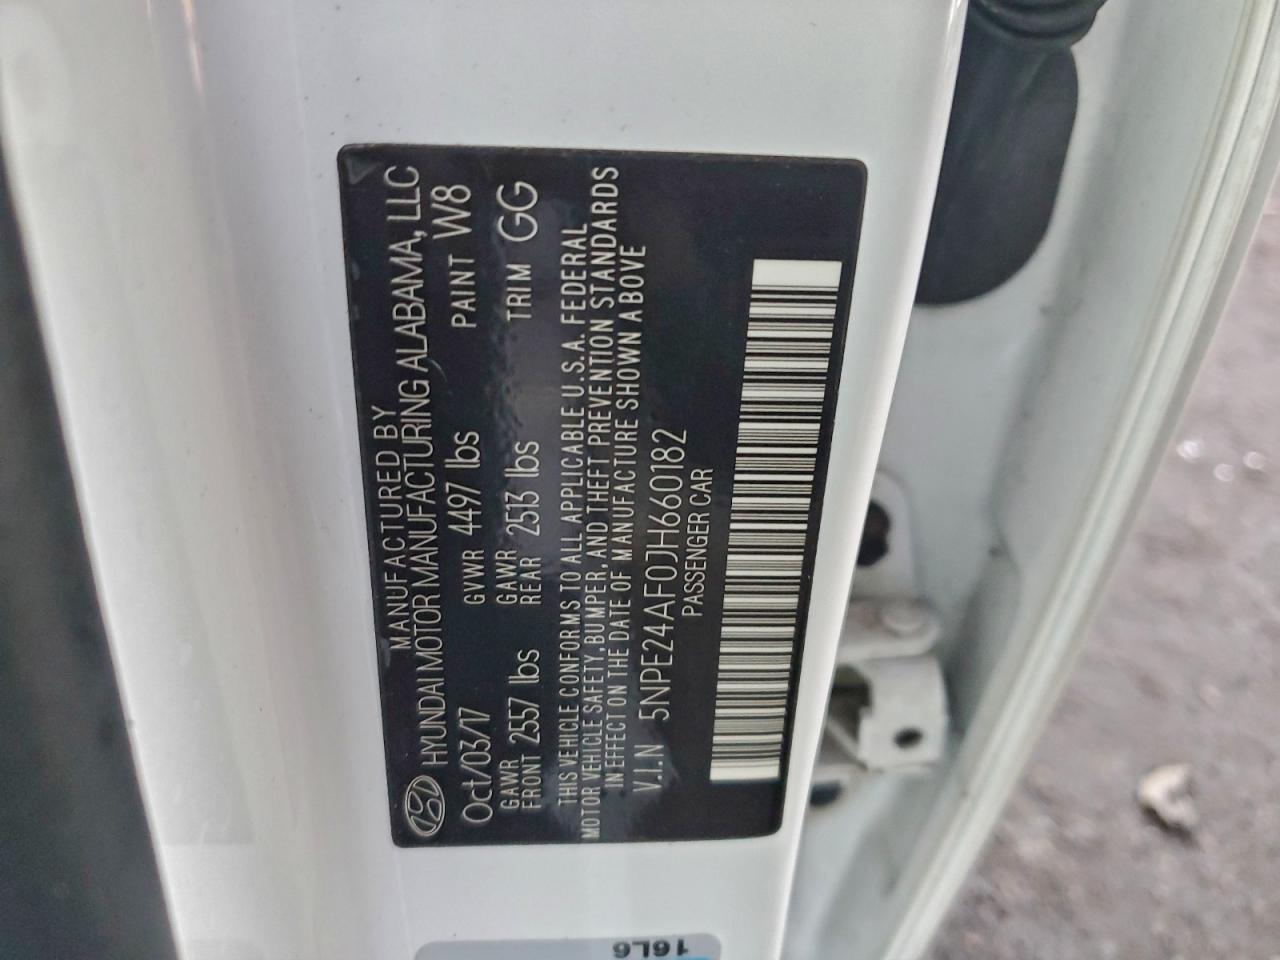 MANUFACTURED BY
HYUNDAI MOTOR MANUFACTURING ALABAMA, LLC
Oct/03/17 GVWR 4497 lbs PAINT W8
GAWR FRONT 2557 lbs GAWR REAR 2513 lbs TRIM GG
THIS VEHICLE CONFORMS TO ALL APPLICABLE U.S.A. FEDERAL
MOTOR VEHICLE SAFETY, BUMPER, AND THEFT PREVENTION STANDARDS
IN EFFECT ON THE DATE OF MANUFACTURE SHOWN ABOVE
V.I.N 5NPE24AF0JH660182
PASSENGER CAR
16L6